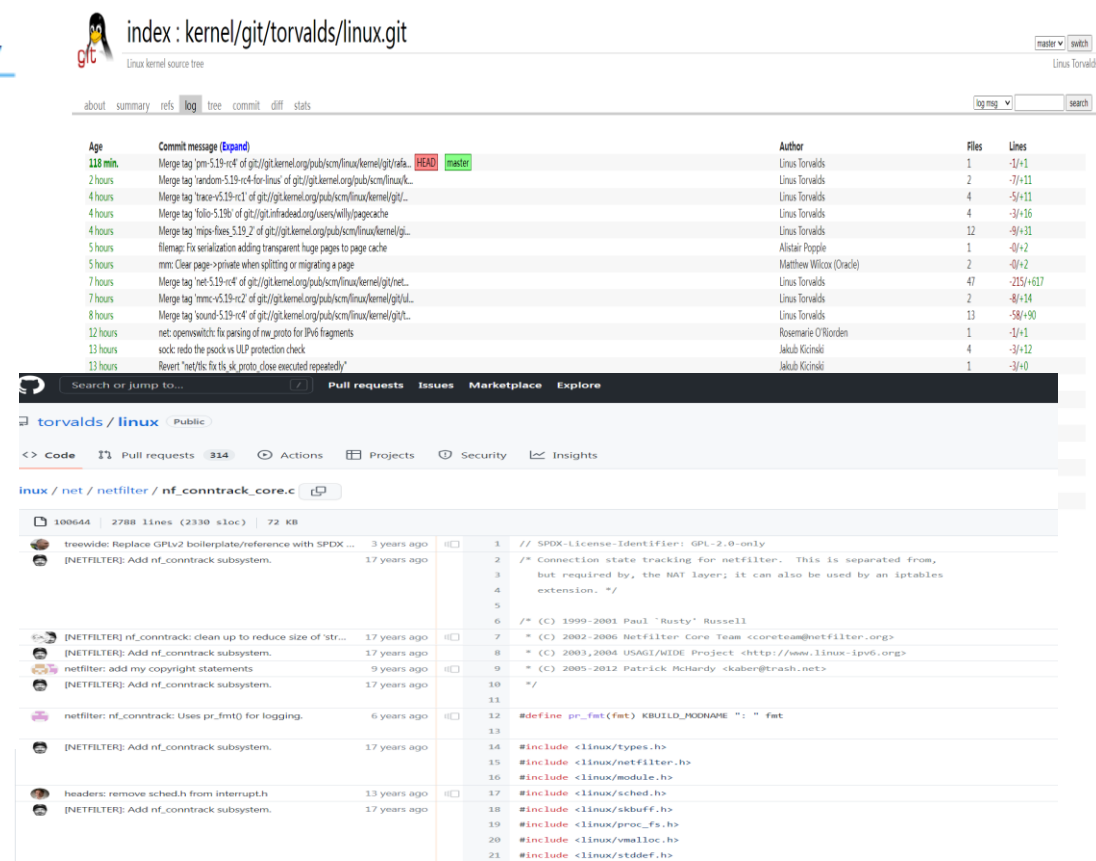 index : kernel/git/torvalds/linux.git
git
Linux kernel source tree
master switch
Linus Torvalds
about summary refs log tree commit diff stats
log msg search
Age Commit message (Expand) Author Files Lines
118 min. Merge tag 'pm-5.19-rc4' of git://git.kernel.org/pub/scm/linux/kernel/git/rafa... HEAD master Linus Torvalds 1 -1/+1
2 hours Merge tag 'random-5.19-rc4-for-linus' of git://git.kernel.org/pub/scm/linux/k... Linus Torvalds 2 -7/+11
4 hours Merge tag 'trace-v5.19-rc1' of git://git.kernel.org/pub/scm/linux/kernel/git/... Linus Torvalds 4 -5/+11
4 hours Merge tag 'folio-5.19b' of git://git.infradead.org/users/willy/pagecache Linus Torvalds 4 -3/+16
4 hours Merge tag 'mips-fixes_5.19_2' of git://git.kernel.org/pub/scm/linux/kernel/gi... Linus Torvalds 12 -9/+31
5 hours filemap: Fix serialization adding transparent huge pages to page cache Alistair Popple 1 -0/+2
5 hours mm: Clear page->private when splitting or migrating a page Matthew Wilcox (Oracle) 2 -0/+2
7 hours Merge tag 'net-5.19-rc4' of git://git.kernel.org/pub/scm/linux/kernel/git/net... Linus Torvalds 47 -215/+617
7 hours Merge tag 'mmc-v5.19-rc2' of git://git.kernel.org/pub/scm/linux/kernel/git/ul... Linus Torvalds 2 -8/+14
8 hours Merge tag 'sound-5.19-rc4' of git://git.kernel.org/pub/scm/linux/kernel/git/t... Linus Torvalds 13 -58/+90
12 hours net: openvswitch: fix parsing of nw_proto for IPv6 fragments Rosemarie O'Riorden 1 -1/+1
13 hours sock: redo the psock vs ULP protection check Jakub Kicinski 4 -3/+12
13 hours Revert "net/tls: fix tls_sk_proto_close executed repeatedly" Jakub Kicinski 1 -3/+0
Search or jump to... / Pull requests Issues Marketplace Explore
torvalds / linux Public
<> Code Pull requests 314 Actions Projects Security Insights
inux / net / netfilter / nf_conntrack_core.c
100644 2788 lines (2330 sloc) 72 KB
treewide: Replace GPLv2 boilerplate/reference with SPDX ... 3 years ago 1 // SPDX-License-Identifier: GPL-2.0-only
[NETFILTER]: Add nf_conntrack subsystem. 17 years ago 2 /* Connection state tracking for netfilter. This is separated from,
3 but required by, the NAT layer; it can also be used by an iptables
4 extension. */
5
6 /* (C) 1999-2001 Paul `Rusty' Russell
[NETFILTER] nf_conntrack: clean up to reduce size of 'str... 17 years ago 7 * (C) 2002-2006 Netfilter Core Team <coreteam@netfilter.org>
[NETFILTER]: Add nf_conntrack subsystem. 17 years ago 8 * (C) 2003,2004 USAGI/WIDE Project <http://www.linux-ipv6.org>
netfilter: add my copyright statements 9 years ago 9 * (C) 2005-2012 Patrick McHardy <kaber@trash.net>
[NETFILTER]: Add nf_conntrack subsystem. 17 years ago 10 */
11
netfilter: nf_conntrack: Uses pr_fmt() for logging. 6 years ago 12 #define pr_fmt(fmt) KBUILD_MODNAME ": " fmt
13
[NETFILTER]: Add nf_conntrack subsystem. 17 years ago 14 #include <linux/types.h>
15 #include <linux/netfilter.h>
16 #include <linux/module.h>
headers: remove sched.h from interrupt.h 13 years ago 17 #include <linux/sched.h>
[NETFILTER]: Add nf_conntrack subsystem. 17 years ago 18 #include <linux/skbuff.h>
19 #include <linux/proc_fs.h>
20 #include <linux/vmalloc.h>
21 #include <linux/stddef.h>